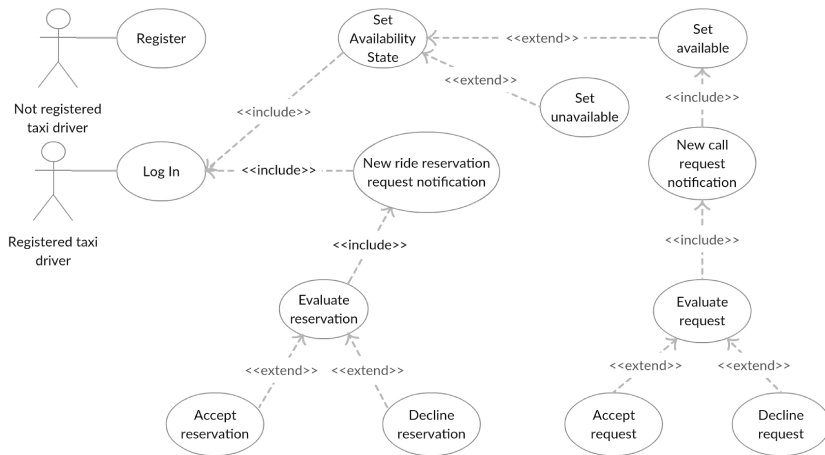 Register
Not registered
taxi driver
Set
Availability
State
<<extend>>
Set
available
<<extend>>
Set
unavailable
<<include>>
<<include>>
Log In
<<include>>
New ride reservation
request notification
New call
request
notification
Registered taxi
driver
<<include>>
<<include>>
Evaluate
reservation
Evaluate
request
<<extend>>
<<extend>>
<<extend>>
<<extend>>
Accept
reservation
Decline
reservation
Accept
request
Decline
request